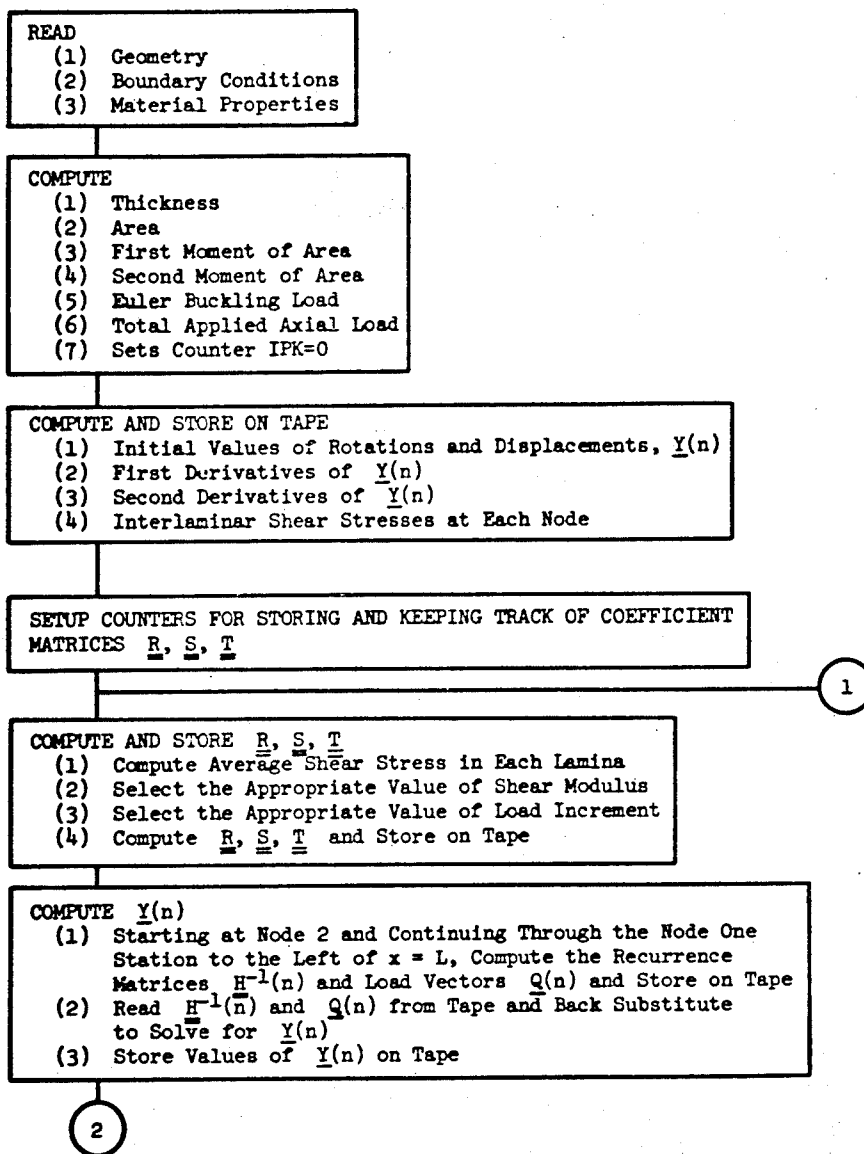 READ
(1) Geometry
(2) Boundary Conditions
(3) Material Properties
COMPUTE
(1) Thickness
(2) Area
(3) First Moment of Area
(4) Second Moment of Area
(5) Euler Buckling Load
(6) Total Applied Axial Load
(7) Sets Counter IPK=0
COMPUTE AND STORE ON TAPE
(1) Initial Values of Rotations and Displacements, Y(n)
(2) First Derivatives of Y(n)
(3) Second Derivatives of Y(n)
(4) Interlaminar Shear Stresses at Each Node
SETUP COUNTERS FOR STORING AND KEEPING TRACK OF COEFFICIENT
MATRICES R, S, T
1
COMPUTE AND STORE R, S, T
(1) Compute Average Shear Stress in Each Lamina
(2) Select the Appropriate Value of Shear Modulus
(3) Select the Appropriate Value of Load Increment
(4) Compute R, S, T and Store on Tape
COMPUTE Y(n)
(1) Starting at Node 2 and Continuing Through the Node One
Station to the Left of x = L, Compute the Recurrence
Matrices H⁻¹(n) and Load Vectors Q(n) and Store on Tape
(2) Read H⁻¹(n) and Q(n) from Tape and Back Substitute
to Solve for Y(n)
(3) Store Values of Y(n) on Tape
2